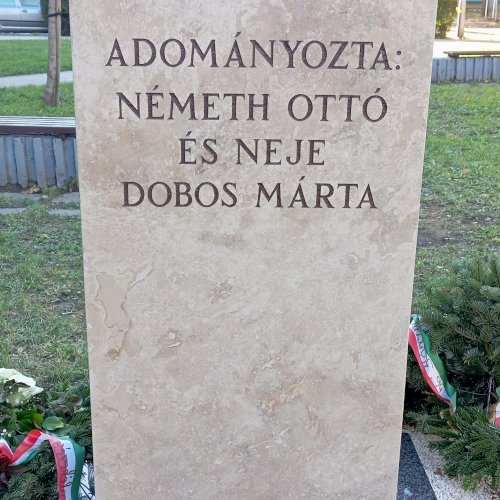 ADOMÁNYOZTA:
NÉMETH OTTÓ
ÉS NEJE
DOBOS MÁRTA